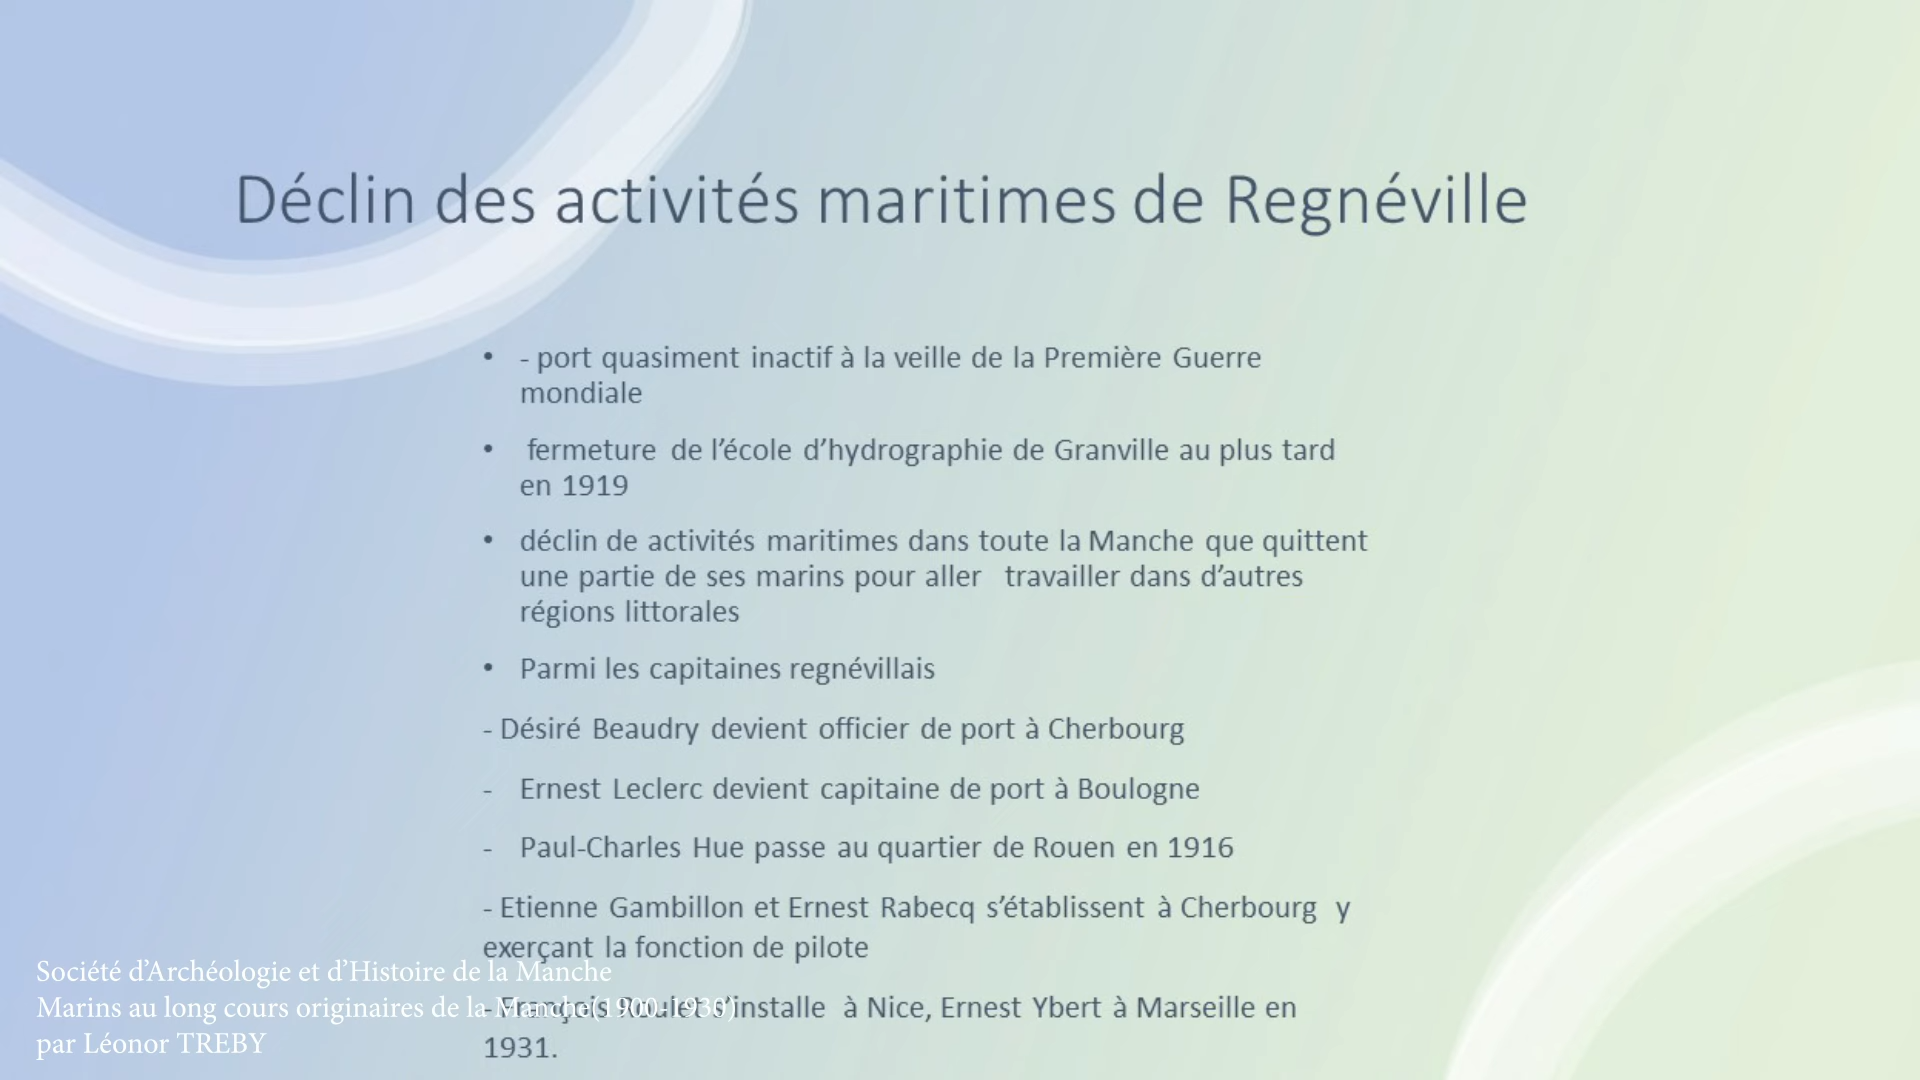 Déclin des activités maritimes de Regnéville
• - port quasiment inactif à la veille de la Première Guerre
mondiale
• fermeture de l’école d’hydrographie de Granville au plus tard
en 1919
• déclin de activités maritimes dans toute la Manche que quittent
une partie de ses marins pour aller travailler dans d’autres
régions littorales
• Parmi les capitaines regnévillais
- Désiré Beaudry devient officier de port à Cherbourg
- Ernest Leclerc devient capitaine de port à Boulogne
- Paul-Charles Hue passe au quartier de Rouen en 1916
- Etienne Gambillon et Ernest Rabecq s’établissent à Cherbourg y
exerçant la fonction de pilote
- François s’installe à Nice, Ernest Ybert à Marseille en
1931.
Société d’Archéologie et d’Histoire de la Manche
Marins au long cours originaires de la Manche(1900-1930)
par Léonor TREBY